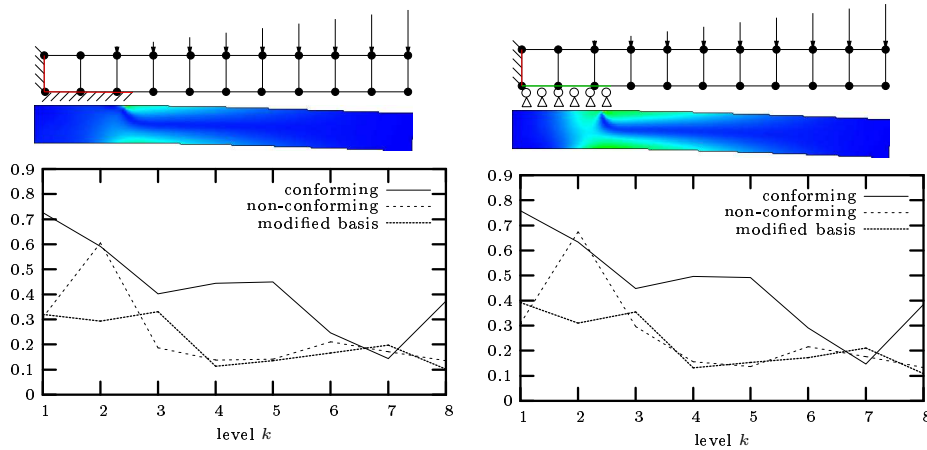 0.9
0.8
0.7
0.6
0.5
0.4
0.3
0.2
0.1
0
conforming
non-conforming
modified basis
1 2 3 4 5 6 7 8
level k
0.9
0.8
0.7
0.6
0.5
0.4
0.3
0.2
0.1
0
conforming
non-conforming
modified basis
1 2 3 4 5 6 7 8
level k